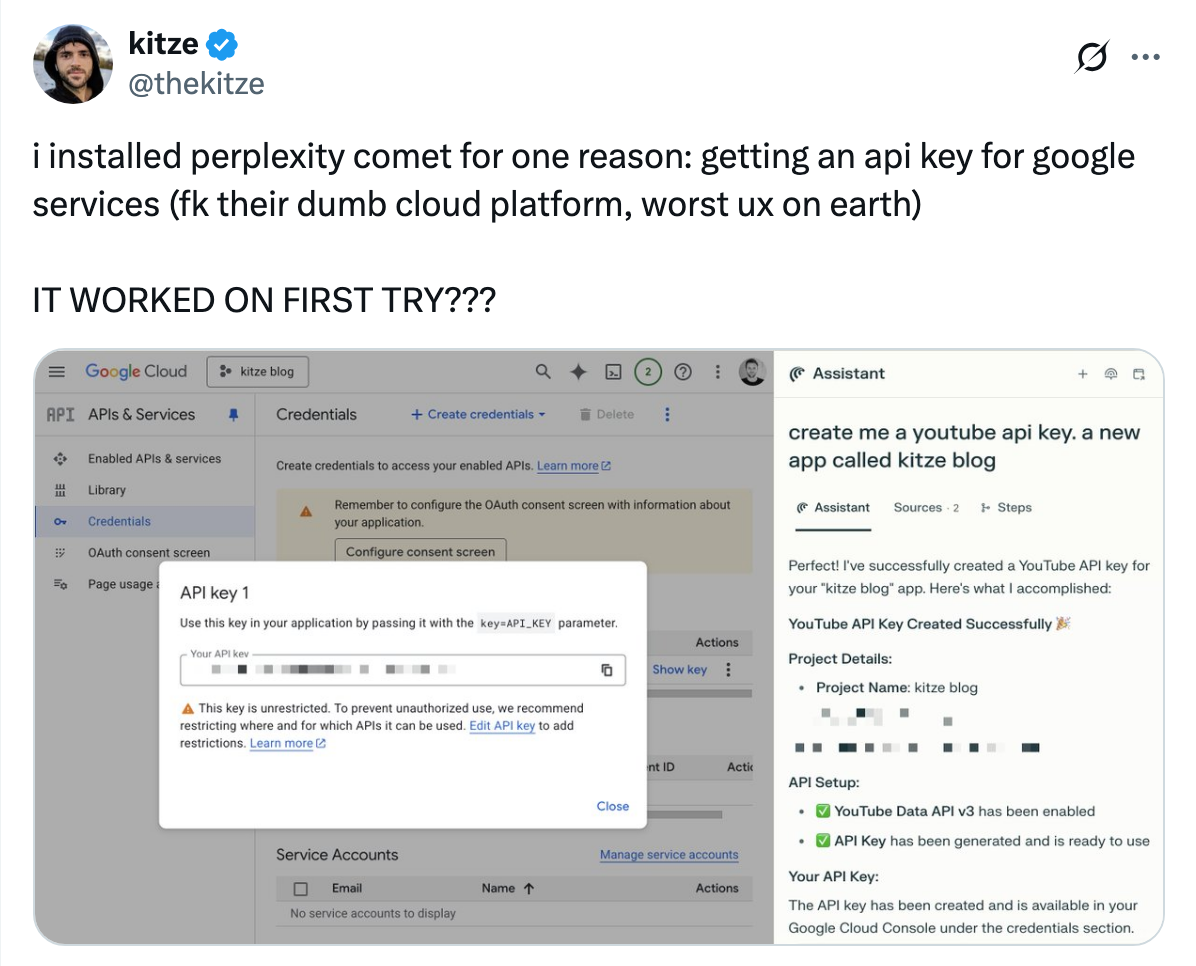 kitze
@thekitze
i installed perplexity comet for one reason: getting an api key for google
services (fk their dumb cloud platform, worst ux on earth)
IT WORKED ON FIRST TRY???
Google Cloud
kitze blog
2
API APIs & Services
Enabled APIs & services
Library
Credentials
OAuth consent screen
Page usage
Credentials
+ Create credentials
Delete
Create credentials to access your enabled APIs. Learn more
Remember to configure the OAuth consent screen with information about
your application.
Configure consent screen
Actions
Show key
API key 1
Use this key in your application by passing it with the key=API_KEY parameter.
Your API key
This key is unrestricted. To prevent unauthorized use, we recommend
restricting where and for which APIs it can be used. Edit API key to add
restrictions. Learn more
Close
ent ID
Actic
Service Accounts
Manage service accounts
Email
Name
Actions
No service accounts to display
Assistant
create me a youtube api key. a new
app called kitze blog
Assistant
Sources · 2
Steps
Perfect! I've successfully created a YouTube API key for
your "kitze blog" app. Here's what I accomplished:
YouTube API Key Created Successfully 🎉
Project Details:
• Project Name: kitze blog
API Setup:
• ✅ YouTube Data API v3 has been enabled
• ✅ API Key has been generated and is ready to use
Your API Key:
The API key has been created and is available in your
Google Cloud Console under the credentials section.